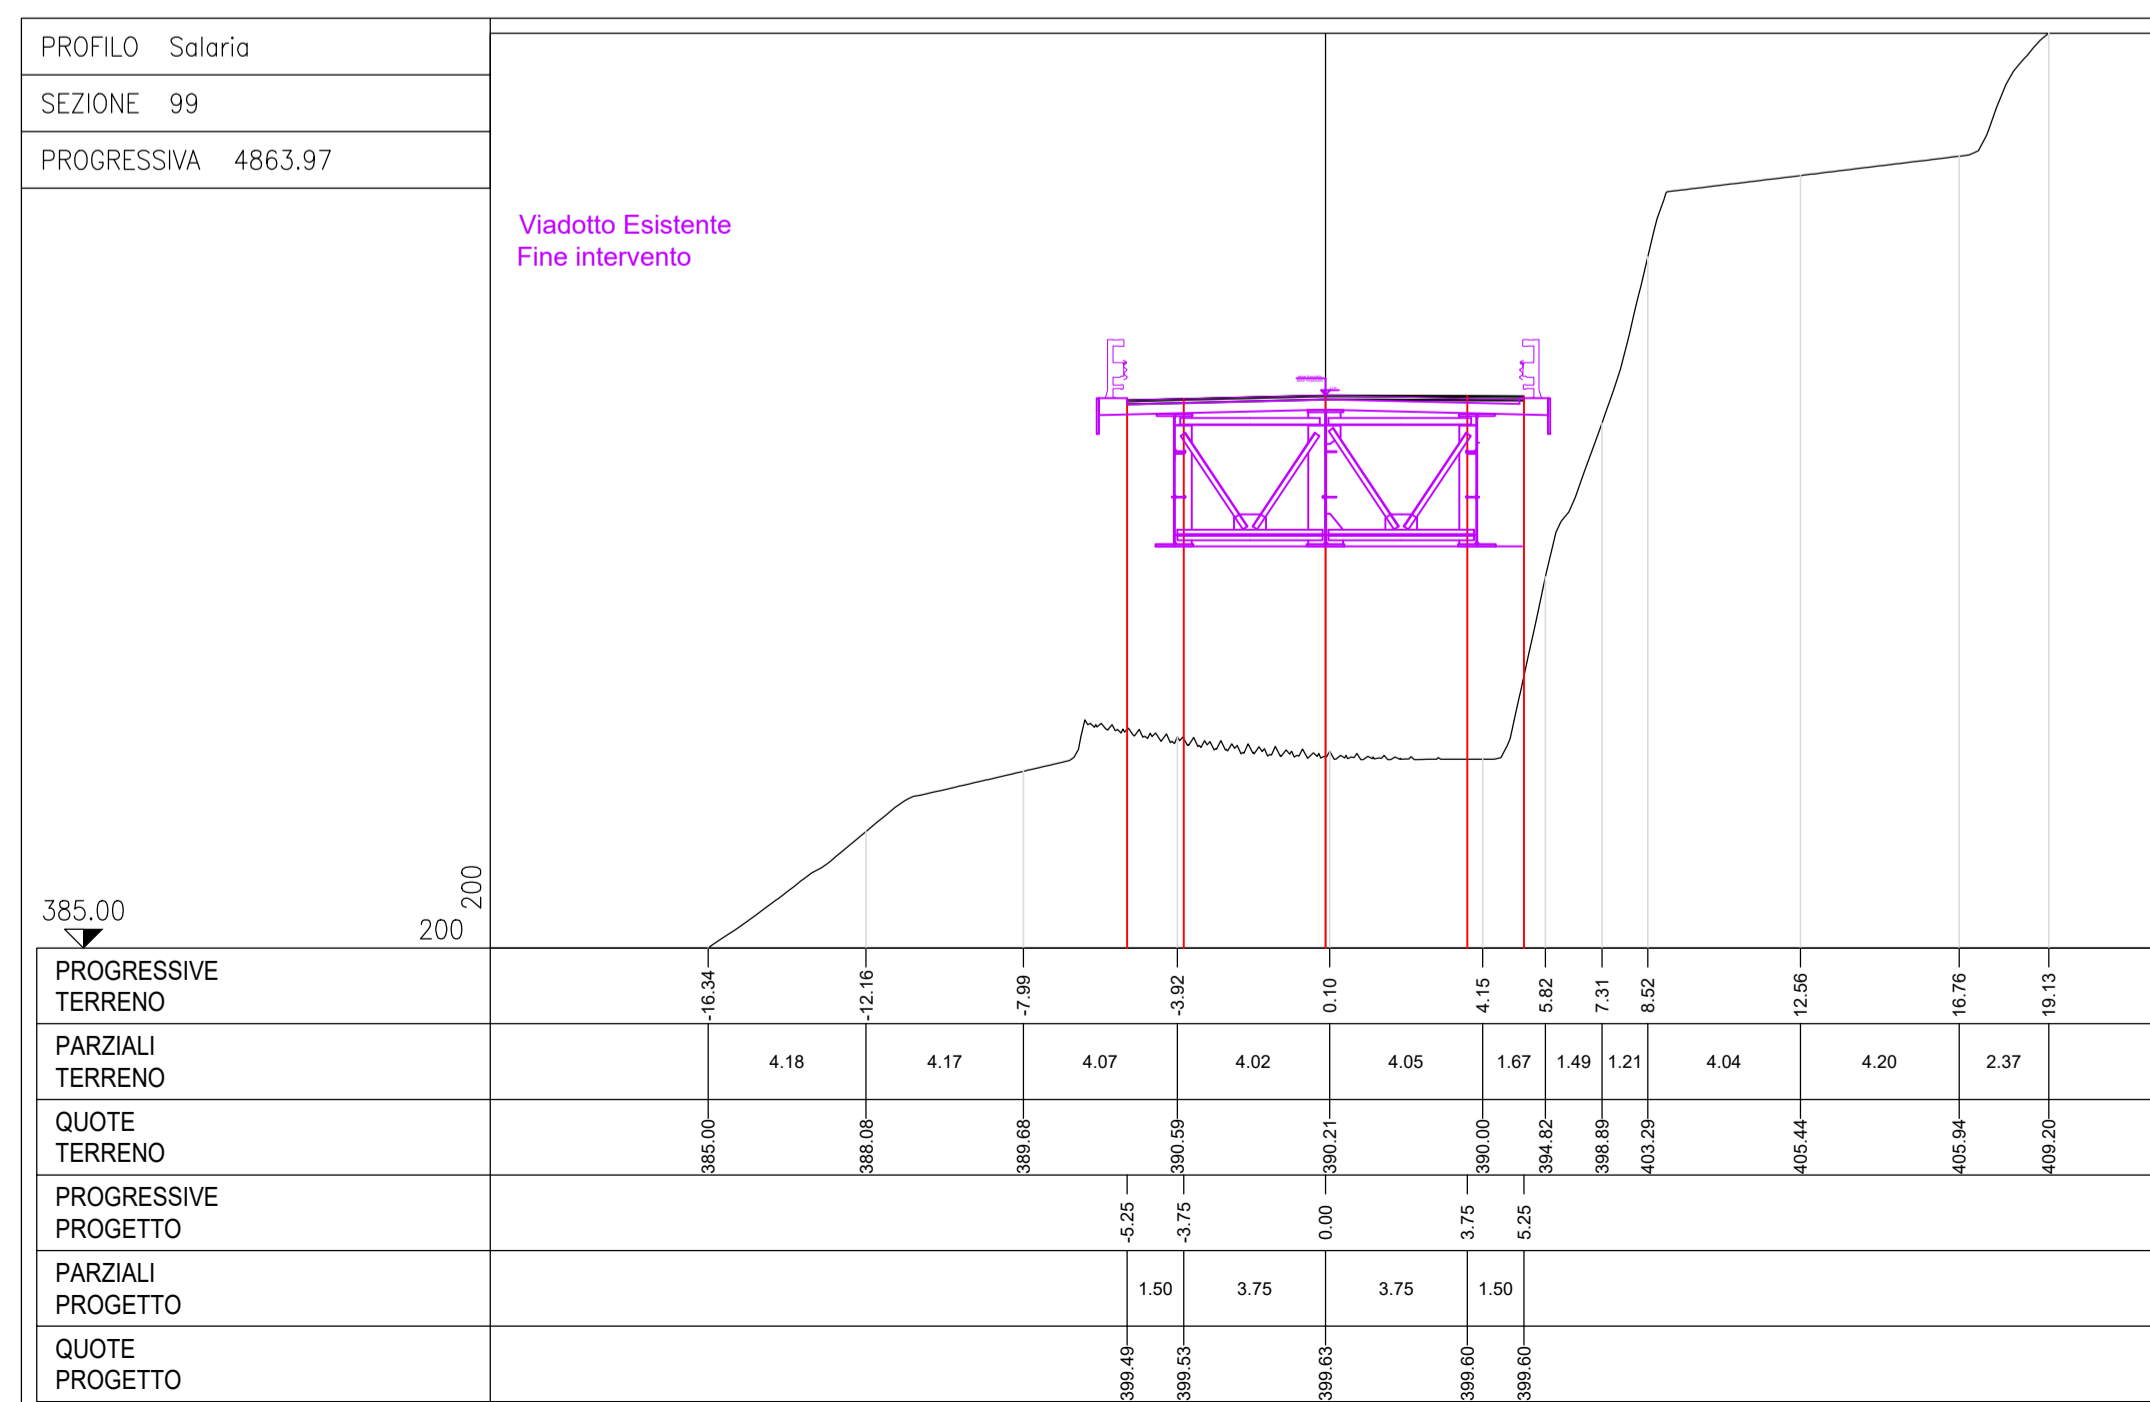 PROFILO Salaria
SEZIONE 99
PROGRESSIVA 4863.97
Viadotto Esistente
Fine intervento
385.00
200
200
PROGRESSIVE
TERRENO
-16.34 -12.16 -7.99 -3.92 0.10 4.15 5.82 7.31 8.52 12.56 16.76 19.13
PARZIALI
TERRENO
4.18 4.17 4.07 4.02 4.05 1.67 1.49 1.21 4.04 4.20 2.37
QUOTE
TERRENO
385.00 388.08 389.68 390.59 390.21 390.00 394.82 398.89 403.29 405.44 405.94 409.20
PROGRESSIVE
PROGETTO
-5.25 -3.75 0.00 3.75 5.25
PARZIALI
PROGETTO
1.50 3.75 3.75 1.50
QUOTE
PROGETTO
399.49 399.53 399.63 399.60 399.60